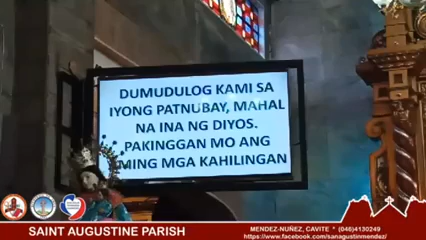 DUMUDULOG KAMI SA
IYONG PATNUBAY, MAHAL
NA INA NG DIYOS.
PAKINGGAN MO ANG
MING MGA KAHILINGAN
SAINT AUGUSTINE PARISH
MENDEZ-NUÑEZ, CAVITE * (046)4130249
https://www.facebook.com/sanagustinmendez/